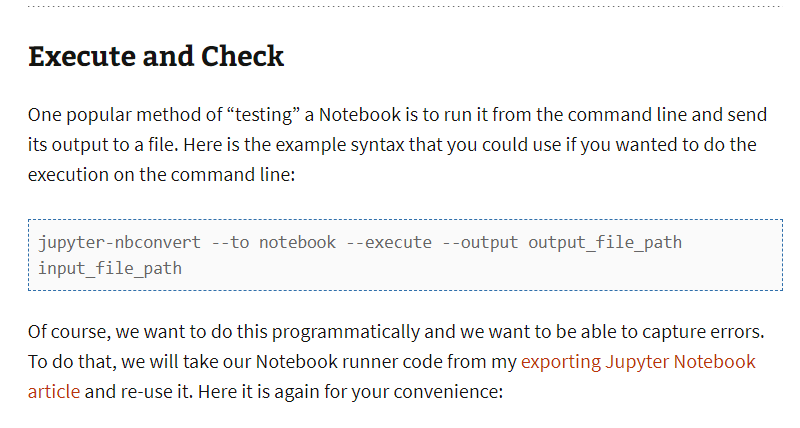 Execute and Check
One popular method of “testing” a Notebook is to run it from the command line and send
its output to a file. Here is the example syntax that you could use if you wanted to do the
execution on the command line:
jupyter-nbconvert --to notebook --execute --output output_file_path
input_file_path
Of course, we want to do this programmatically and we want to be able to capture errors.
To do that, we will take our Notebook runner code from my exporting Jupyter Notebook
article and re-use it. Here it is again for your convenience: